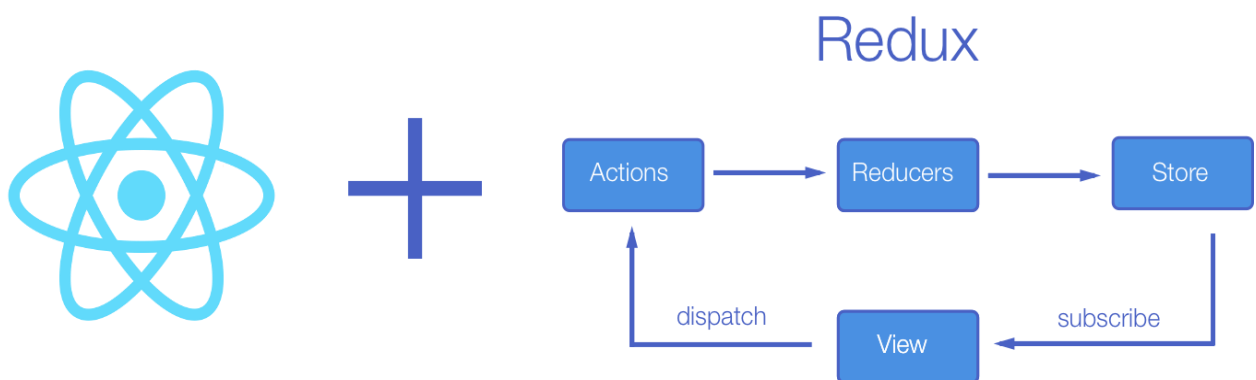 Redux
Actions
Reducers
Store
dispatch
subscribe
View